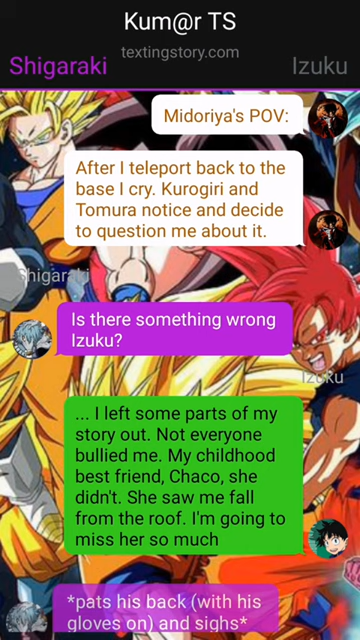 Kum@r TS
textingstory.com
Shigaraki
Izuku
Midoriya's POV:
After I teleport back to the
base I cry. Kurogiri and
Tomura notice and decide
to question me about it.
Shigaraki
Is there something wrong
Izuku?
Izuku
... I left some parts of my
story out. Not everyone
bullied me. My childhood
best friend, Chaco, she
didn't. She saw me fall
from the roof. I'm going to
miss her so much
*pats his back (with his
gloves on) and sighs*